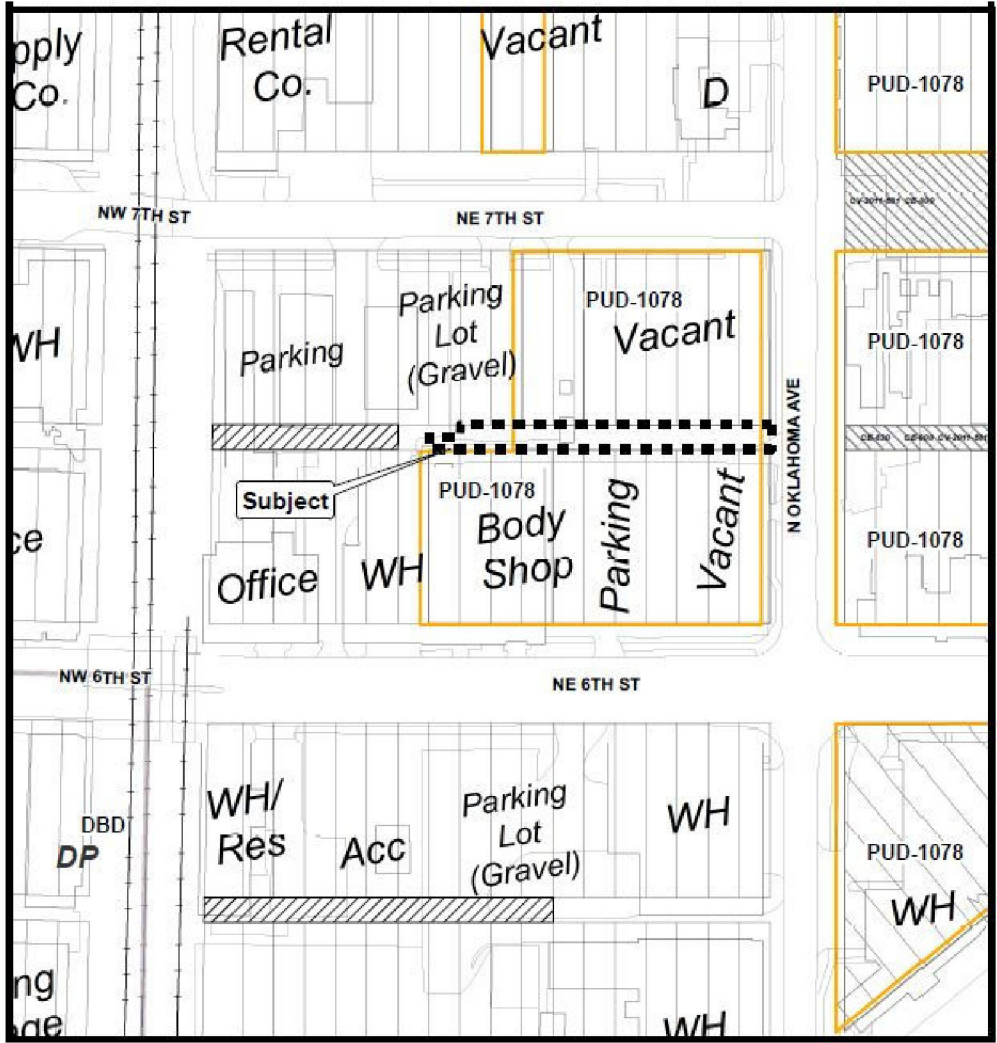 pply
Co.
Rental
Co.
Vacant
D
PUD-1078
NW 7TH ST
NE 7TH ST
WH
Parking
Parking
Lot
(Gravel)
PUD-1078
Vacant
PUD-1078
N OKLAHOMA AVE
Subject
PUD-1078
Body
Shop
Parking
Vacant
PUD-1078
ce
Office
WH
NW 6TH ST
NE 6TH ST
WH/
Res
Acc
Parking
Lot
(Gravel)
WH
DBD
DP
PUD-1078
WH
ng
ege
WH